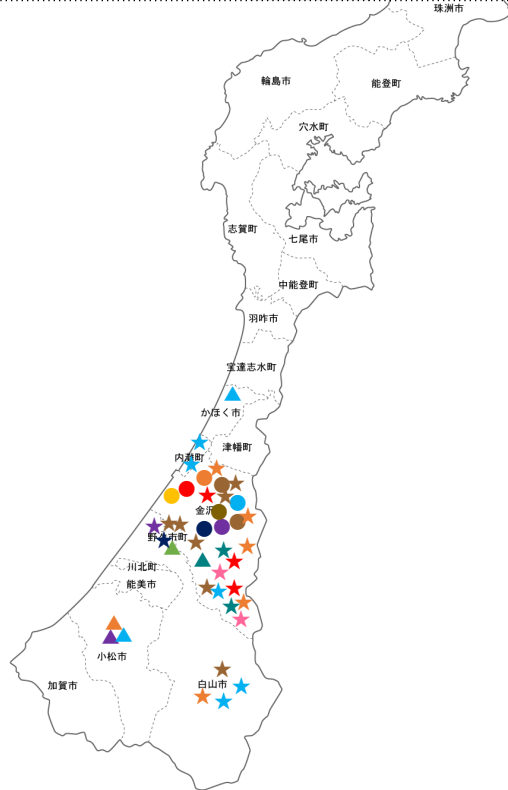 珠洲市
輪島市
能登町
穴水町
志賀町
七尾市
中能登町
羽咋市
宝達志水町
かほく市
津幡町
内灘町
金沢
野々市町
川北町
能美市
小松市
加賀市
白山市